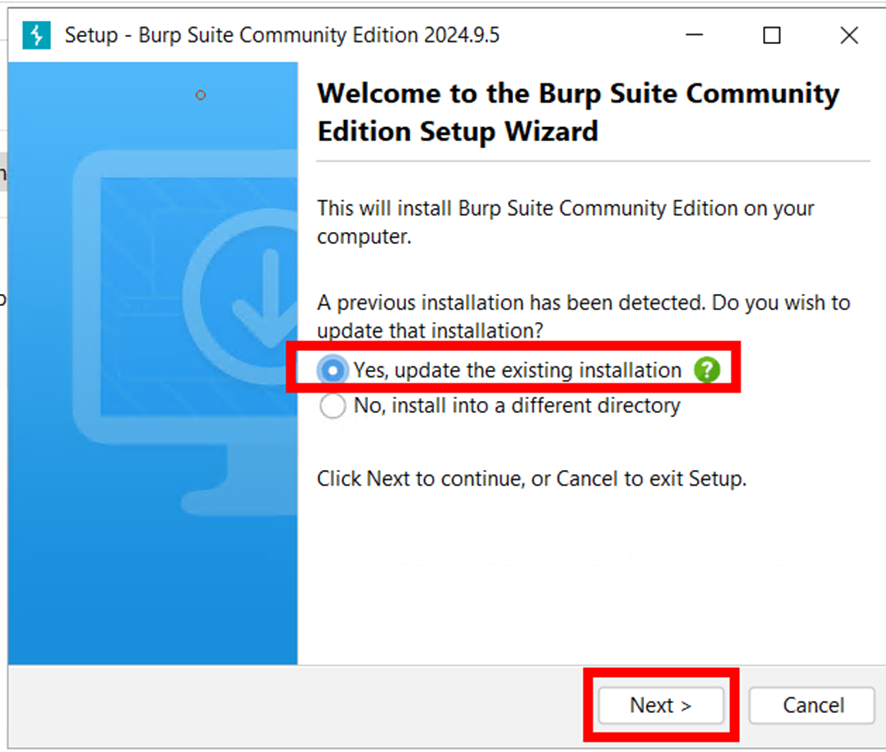 Setup - Burp Suite Community Edition 2024.9.5
Welcome to the Burp Suite Community
Edition Setup Wizard
This will install Burp Suite Community Edition on your
computer.
A previous installation has been detected. Do you wish to
update that installation?
Yes, update the existing installation ?
No, install into a different directory
Click Next to continue, or Cancel to exit Setup.
Next > Cancel